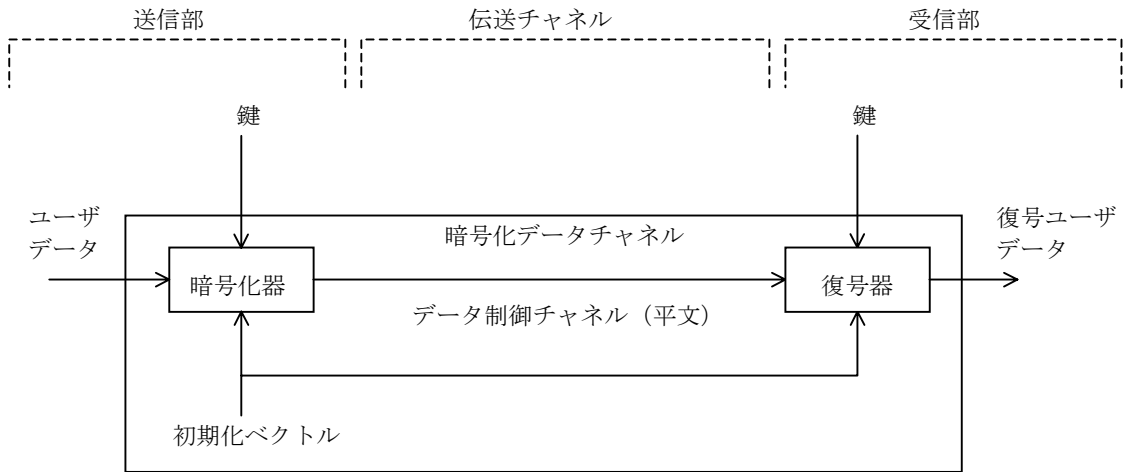 送信部
伝送チャネル
受信部
鍵
鍵
ユーザ
データ
暗号化データチャネル
復号ユーザ
データ
暗号化器
復号器
データ制御チャネル（平文）
初期化ベクトル